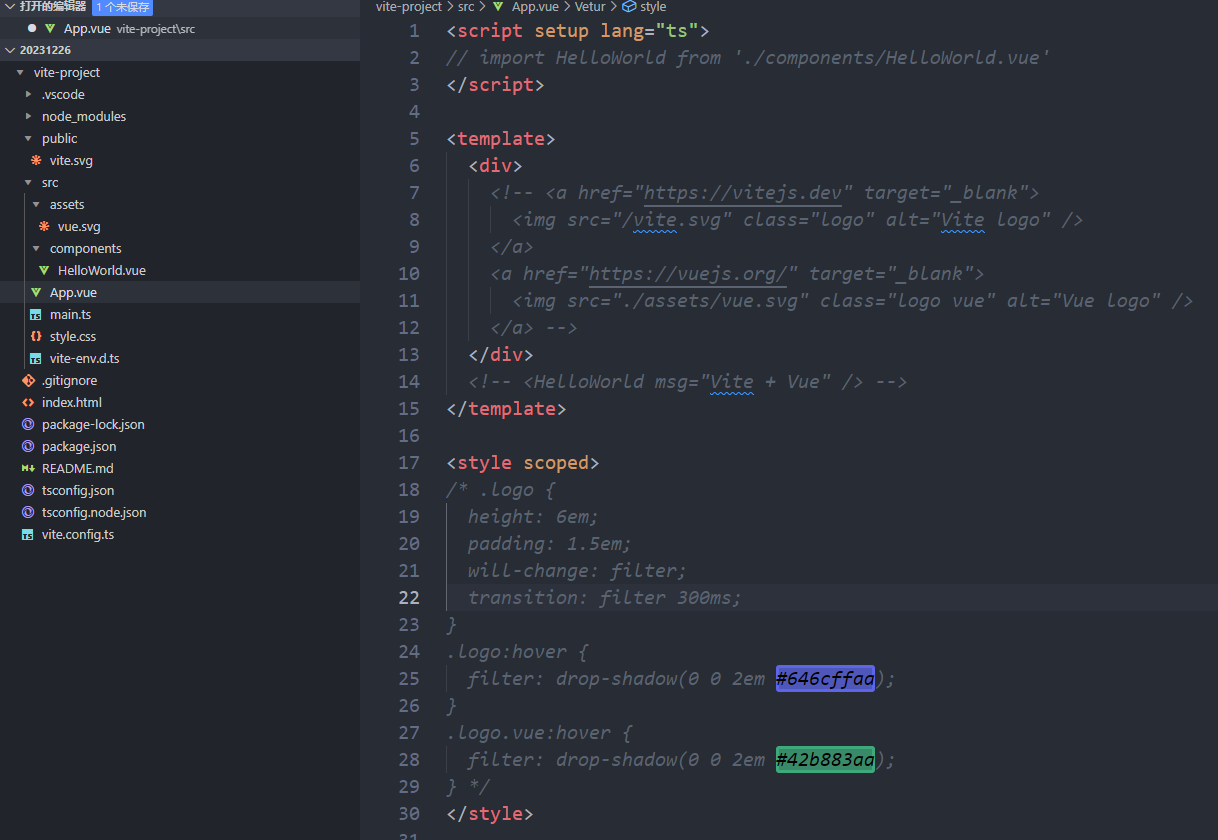 打开的编辑器 1 个未保存
App.vue vite-project\src
20231226
vite-project
.vscode
node_modules
public
vite.svg
src
assets
vue.svg
components
HelloWorld.vue
App.vue
main.ts
style.css
vite-env.d.ts
.gitignore
index.html
package-lock.json
package.json
README.md
tsconfig.json
tsconfig.node.json
vite.config.ts
vite-project > src > App.vue > Vetur > style
1 <script setup lang="ts">
2 // import HelloWorld from './components/HelloWorld.vue'
3 </script>
4
5 <template>
6 <div>
7 <!-- <a href="https://vitejs.dev" target="_blank">
8 <img src="/vite.svg" class="logo" alt="Vite logo" />
9 </a>
10 <a href="https://vuejs.org/" target="_blank">
11 <img src="./assets/vue.svg" class="logo vue" alt="Vue logo" />
12 </a> -->
13 </div>
14 <!-- <HelloWorld msg="Vite + Vue" /> -->
15 </template>
16
17 <style scoped>
18 /* .logo {
19 height: 6em;
20 padding: 1.5em;
21 will-change: filter;
22 transition: filter 300ms;
23 }
24 .logo:hover {
25 filter: drop-shadow(0 0 2em #646cffaa);
26 }
27 .logo.vue:hover {
28 filter: drop-shadow(0 0 2em #42b883aa);
29 } */
30 </style>
31